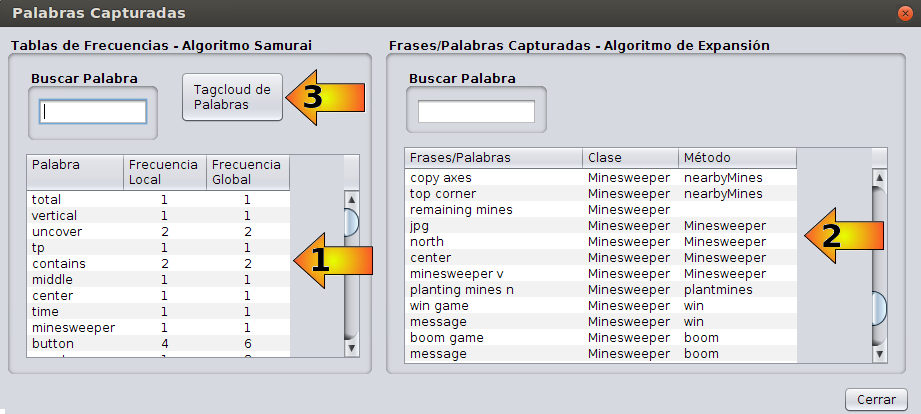 Palabras Capturadas
Tablas de Frecuencias - Algoritmo Samurai
Buscar Palabra
Tagcloud de
Palabras
3
Palabra Frecuencia Local Frecuencia Global
total 1 1
vertical 1 1
uncover 2 2
tp 1 1
contains 2 2
middle 1 1
center 1 1
time 1 1
minesweeper 1 1
button 4 6
1
Frases/Palabras Capturadas - Algoritmo de Expansión
Buscar Palabra
Frases/Palabras Clase Método
copy axes Minesweeper nearbyMines
top corner Minesweeper nearbyMines
remaining mines Minesweeper
jpg Minesweeper Minesweeper
north Minesweeper Minesweeper
center Minesweeper Minesweeper
minesweeper v Minesweeper Minesweeper
planting mines n Minesweeper plantmines
win game Minesweeper win
message Minesweeper win
boom game Minesweeper boom
message Minesweeper boom
2
Cerrar